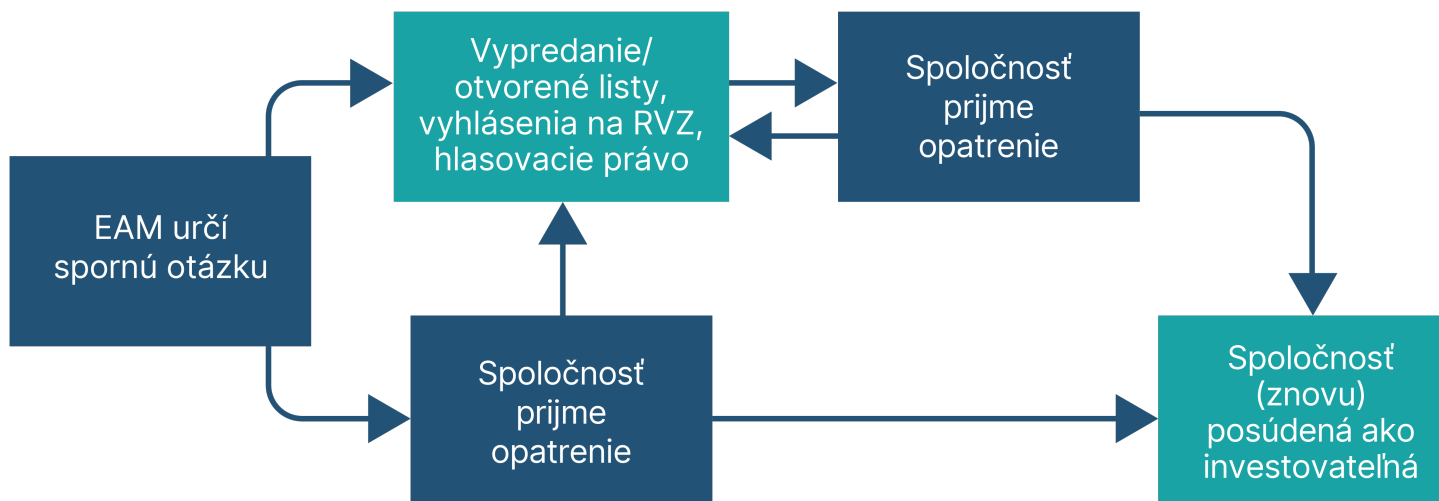 Vypredanie/
otvorené listy,
vyhlásenia na RVZ,
hlasovacie právo
Spoločnosť
prijme
opatrenie
EAM určí
spornú otázku
Spoločnosť
prijme
opatrenie
Spoločnosť
(znovu)
posúdená ako
investovateľná